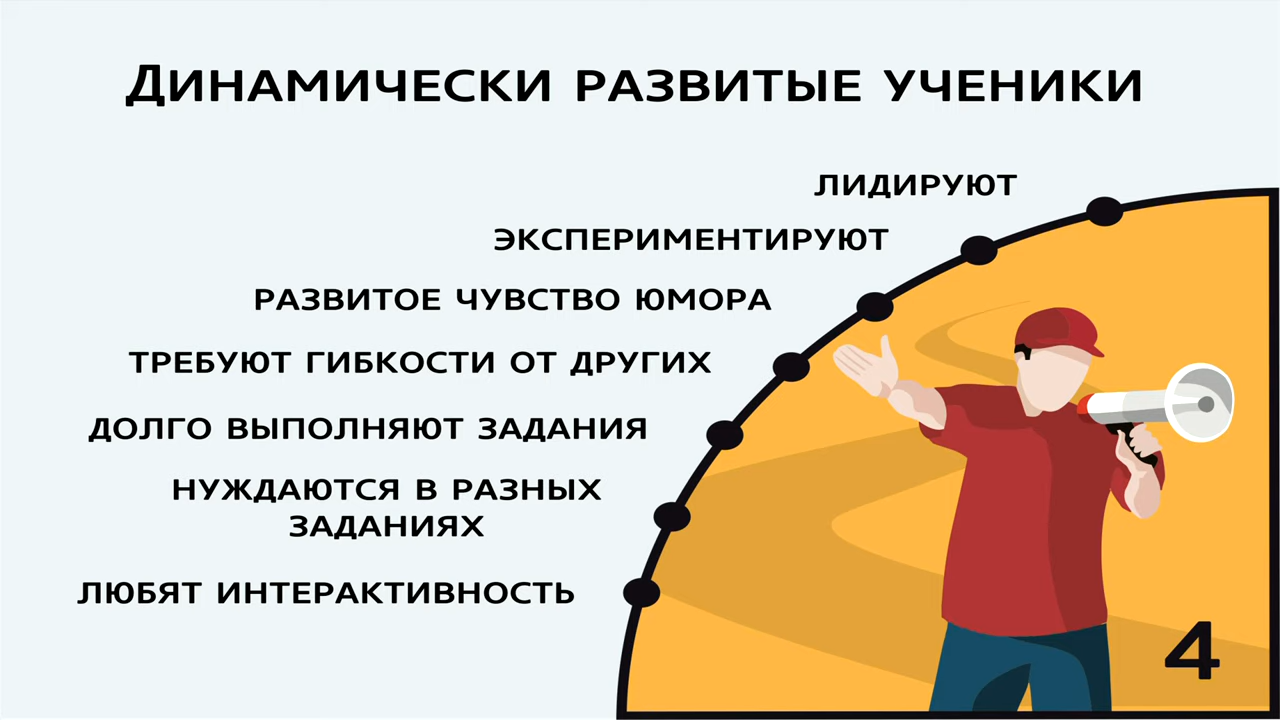 Динамически развитые ученики
лидируют
экспериментируют
развитое чувство юмора
требуют гибкости от других
долго выполняют задания
нуждаются в разных
заданиях
любят интерактивность
4